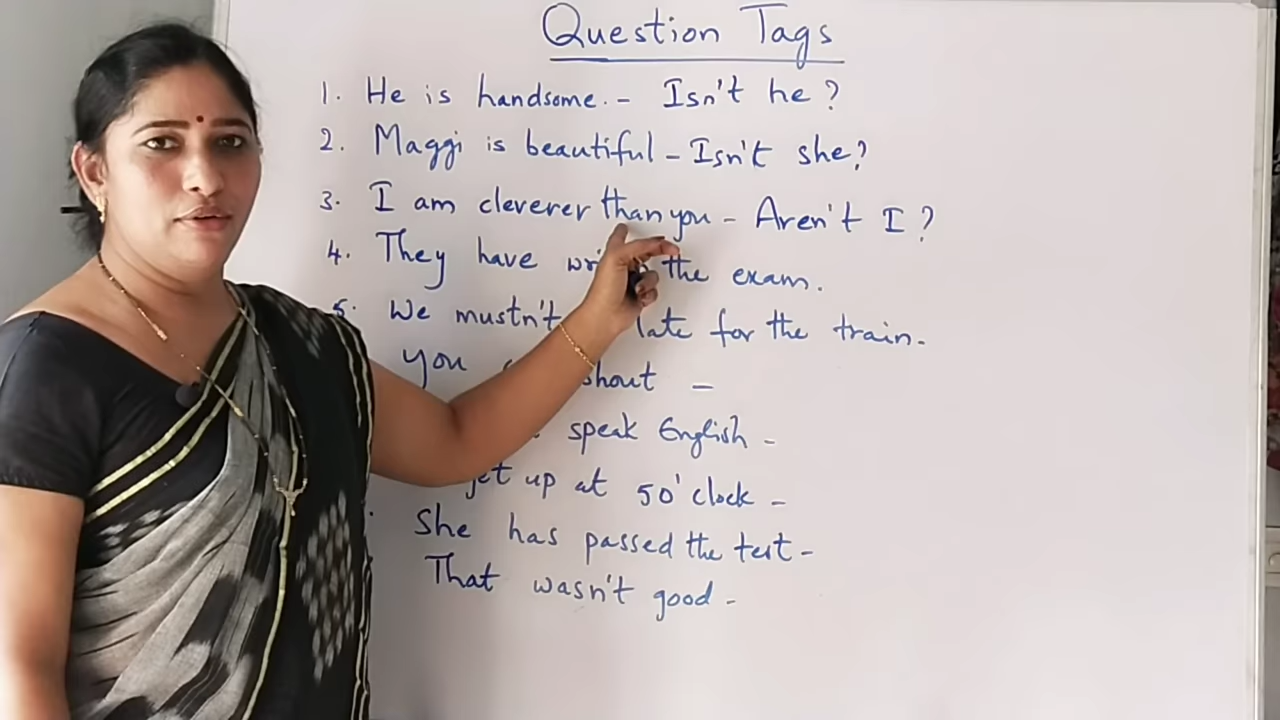 Question Tags
1. He is handsome. - Isn't he?
2. Maggi is beautiful - Isn't she?
3. I am cleverer than you - Aren't I?
4. They have the exam.
5. We mustn't late for the train.
you shout -
speak English -
get up at 50'clock -
She has passed the test -
That wasn't good -